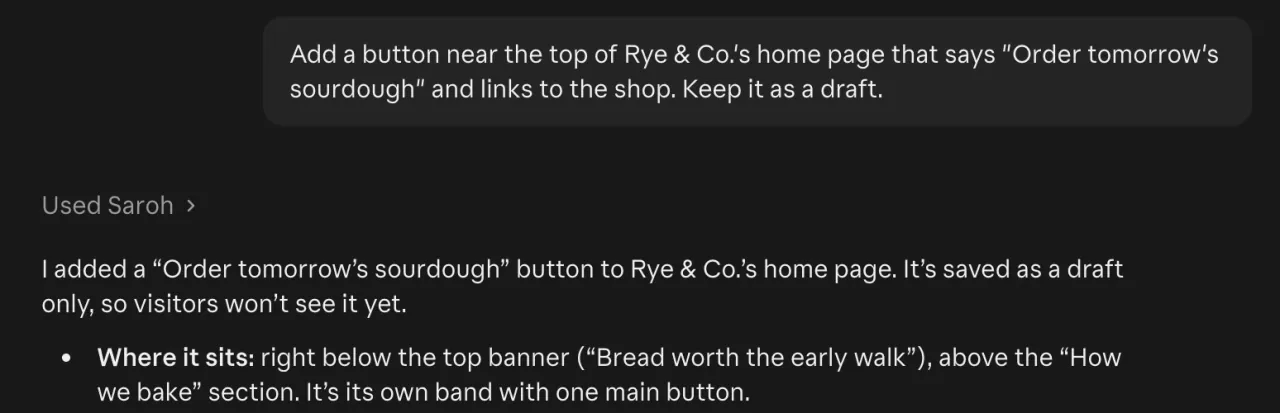 Add a button near the top of Rye & Co.'s home page that says "Order tomorrow's
sourdough" and links to the shop. Keep it as a draft.
Used Saroh >
I added a “Order tomorrow’s sourdough” button to Rye & Co.’s home page. It’s saved as a draft
only, so visitors won’t see it yet.
• Where it sits: right below the top banner (“Bread worth the early walk”), above the “How
we bake” section. It’s its own band with one main button.